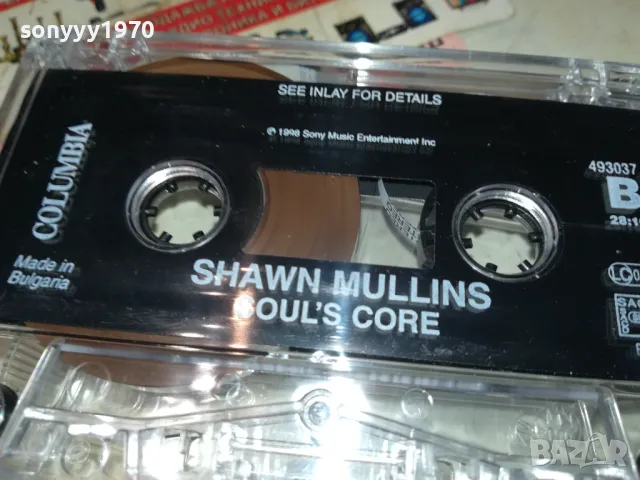 sonyyy1970
SEE INLAY FOR DETAILS
℗ 1998 Sony Music Entertainment Inc
COLUMBIA
Made in
Bulgaria
493037
B
SHAWN MULLINS
SOUL'S CORE
BAZAR